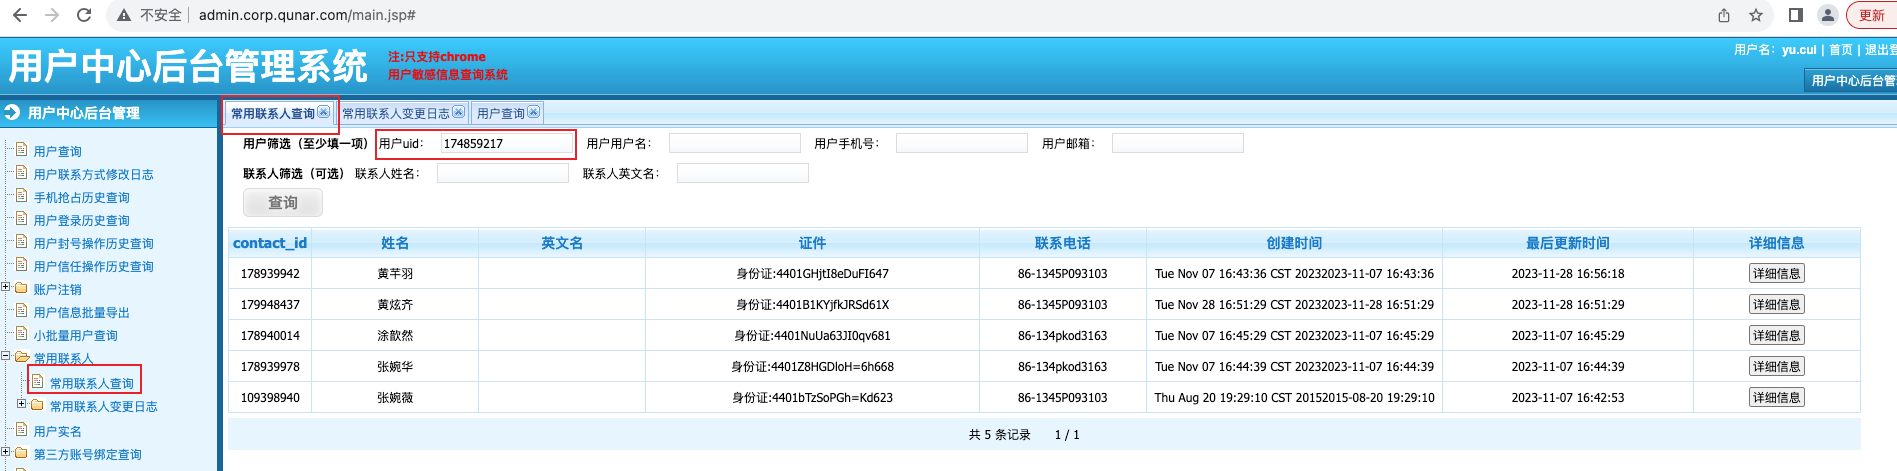 不安全 admin.corp.qunar.com/main.jsp# 更新
用户中心后台管理系统
注:只支持chrome
用户敏感信息查询系统
用户名: yu.cui | 首页 | 退出登
用户中心后台管
用户中心后台管理
用户查询
用户联系方式修改日志
手机抢占历史查询
用户登录历史查询
用户封号操作历史查询
用户信任操作历史查询
账户注销
用户信息批量导出
小批量用户查询
常用联系人
常用联系人查询
常用联系人变更日志
用户实名
第三方账号绑定查询
常用联系人查询 常用联系人变更日志 用户查询
用户筛选（至少填一项） 用户uid: 174859217 用户用户名: 用户手机号: 用户邮箱:
联系人筛选（可选） 联系人姓名: 联系人英文名:
查询
contact_id 姓名 英文名 证件 联系电话 创建时间 最后更新时间 详细信息
178939942 黄芊羽 身份证:4401GHjtI8eDuFI647 86-1345P093103 Tue Nov 07 16:43:36 CST 20232023-11-07 16:43:36 2023-11-28 16:56:18 详细信息
179948437 黄炫齐 身份证:4401B1KYjfkJRSd61X 86-1345P093103 Tue Nov 28 16:51:29 CST 20232023-11-28 16:51:29 2023-11-28 16:51:29 详细信息
178940014 涂歆然 身份证:4401NuUa63JI0qv681 86-134pkod3163 Tue Nov 07 16:45:29 CST 20232023-11-07 16:45:29 2023-11-07 16:45:29 详细信息
178939978 张婉华 身份证:4401Z8HGDloH=6h668 86-134pkod3163 Tue Nov 07 16:44:39 CST 20232023-11-07 16:44:39 2023-11-07 16:44:39 详细信息
109398940 张婉薇 身份证:4401bTzSoPGh=Kd623 86-1345P093103 Thu Aug 20 19:29:10 CST 20152015-08-20 19:29:10 2023-11-07 16:42:53 详细信息
共 5 条记录 1 / 1